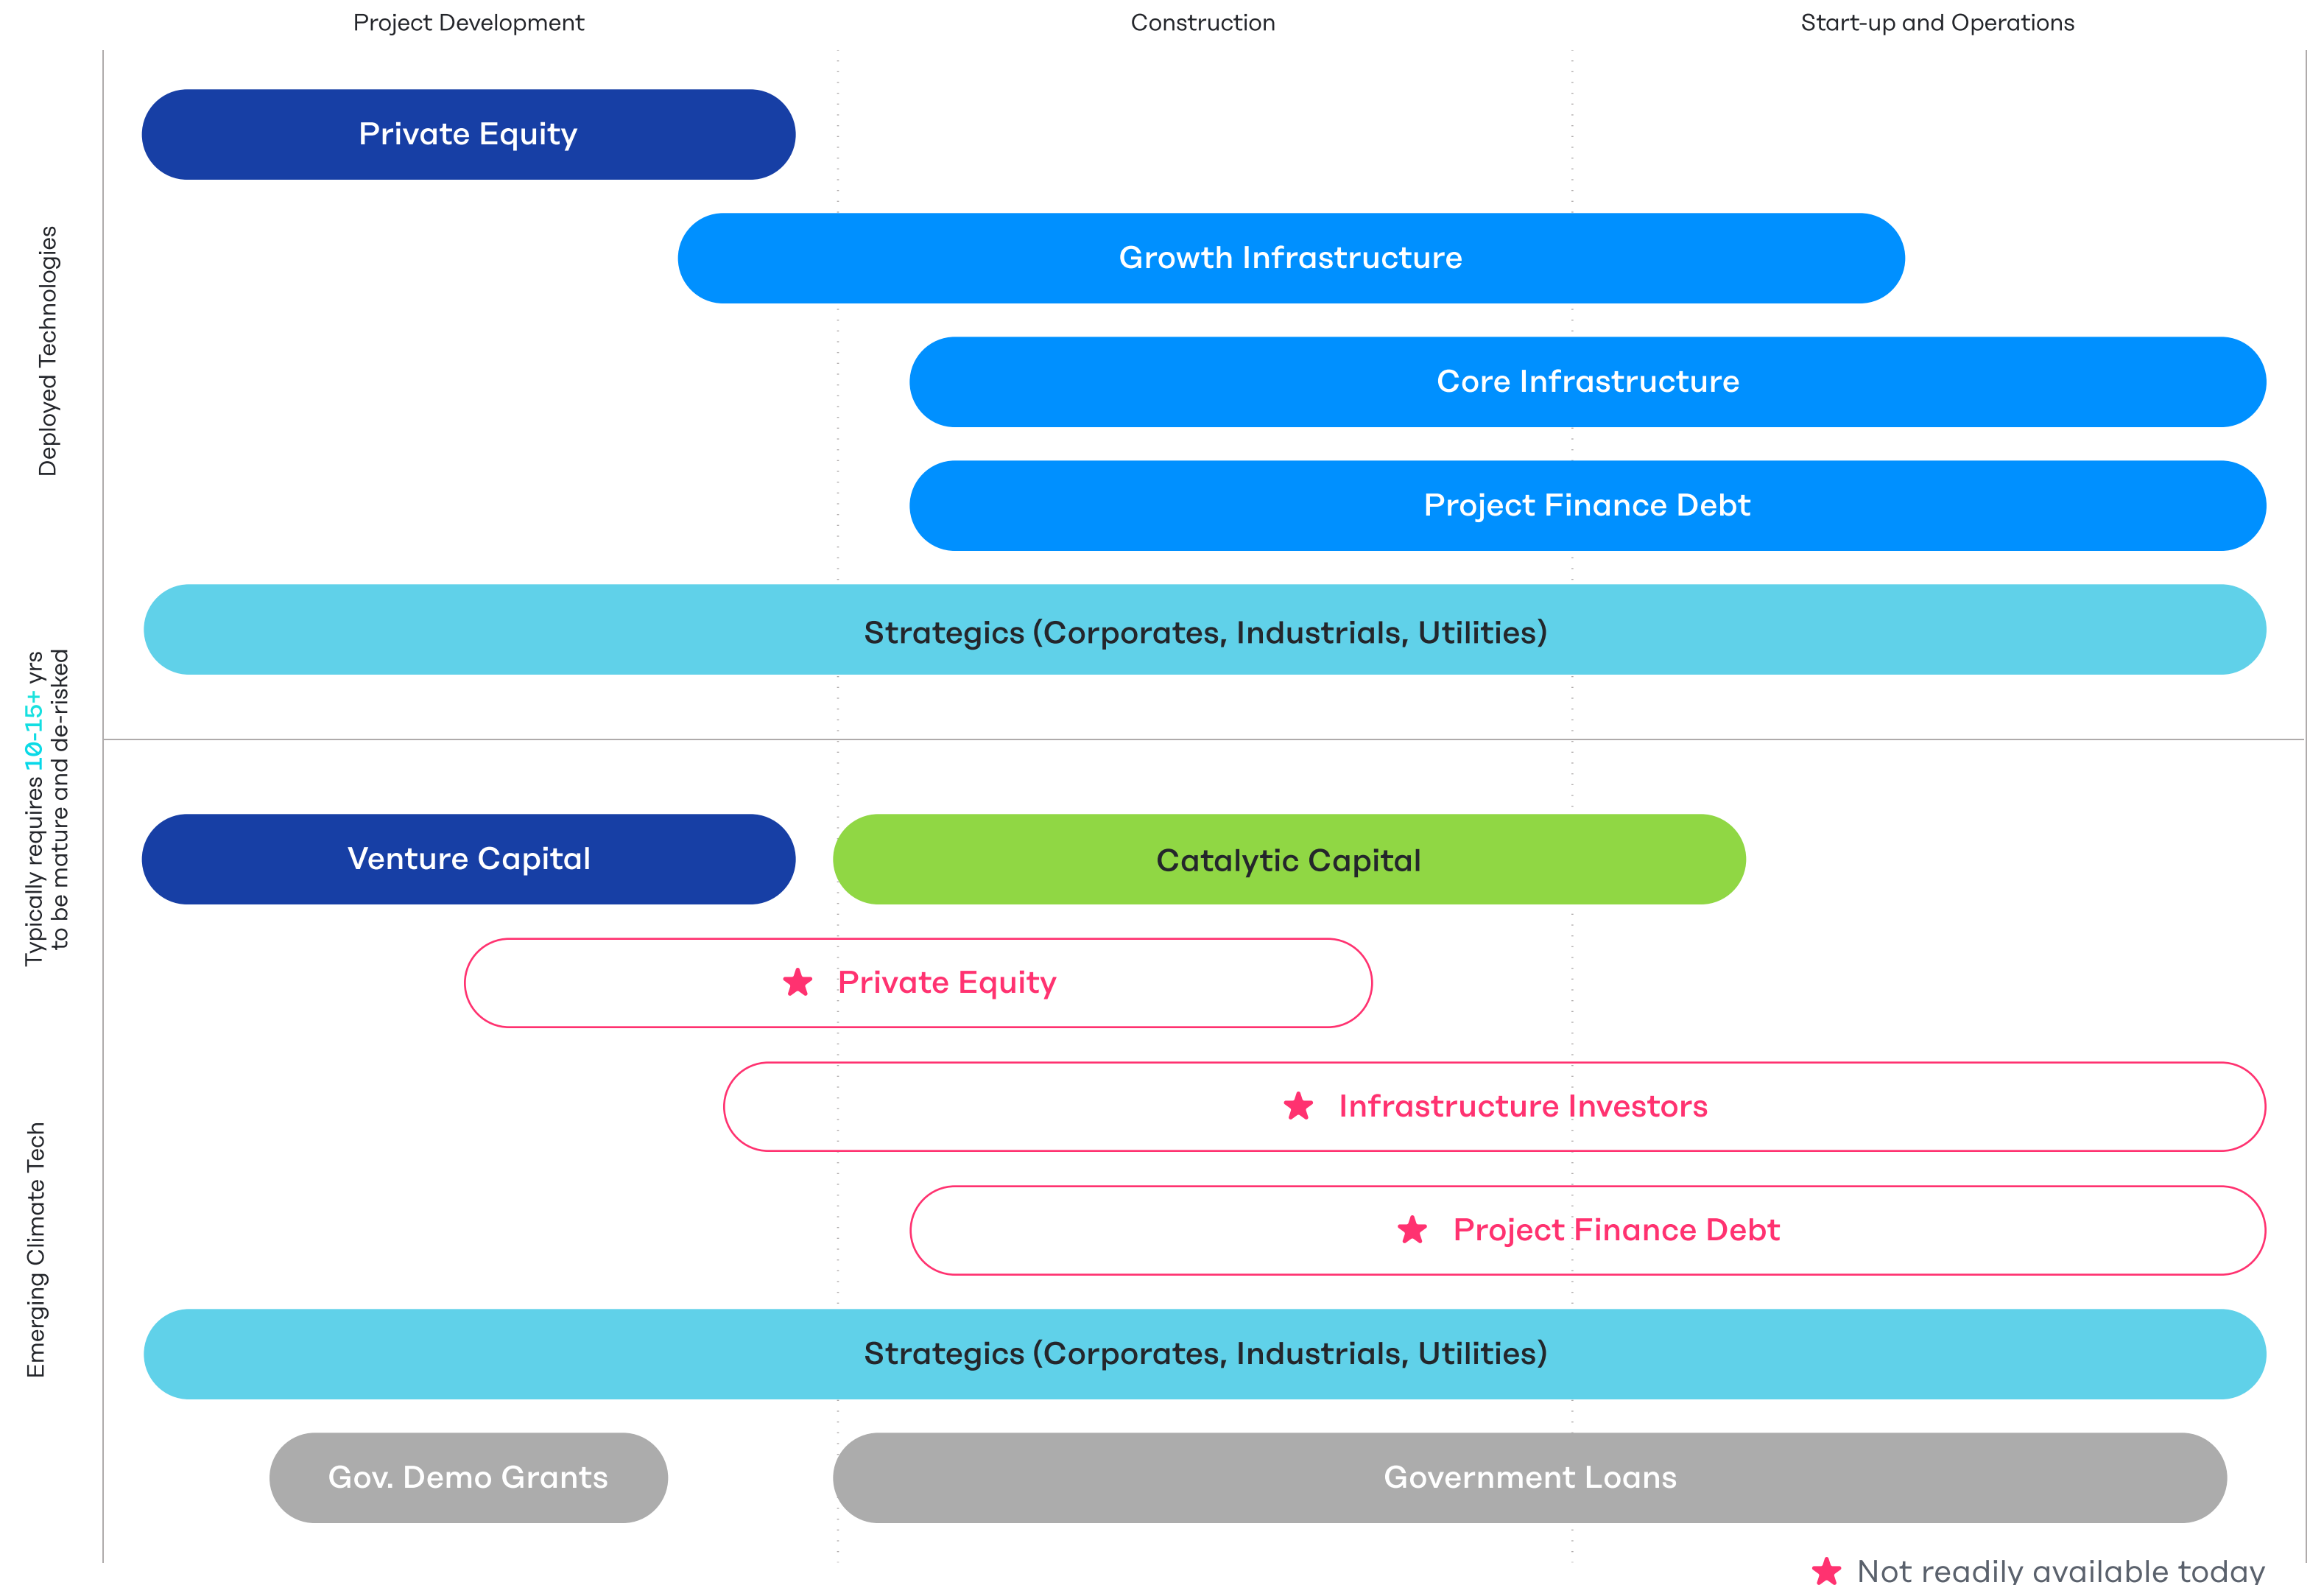 Project Development
Construction
Start-up and Operations
Deployed Technologies
Private Equity
Growth Infrastructure
Core Infrastructure
Project Finance Debt
Strategics (Corporates, Industrials, Utilities)
Typically requires 10-15+ yrs
to be mature and de-risked
Emerging Climate Tech
Venture Capital
Catalytic Capital
★ Private Equity
★ Infrastructure Investors
★ Project Finance Debt
Strategics (Corporates, Industrials, Utilities)
Gov. Demo Grants
Government Loans
★ Not readily available today